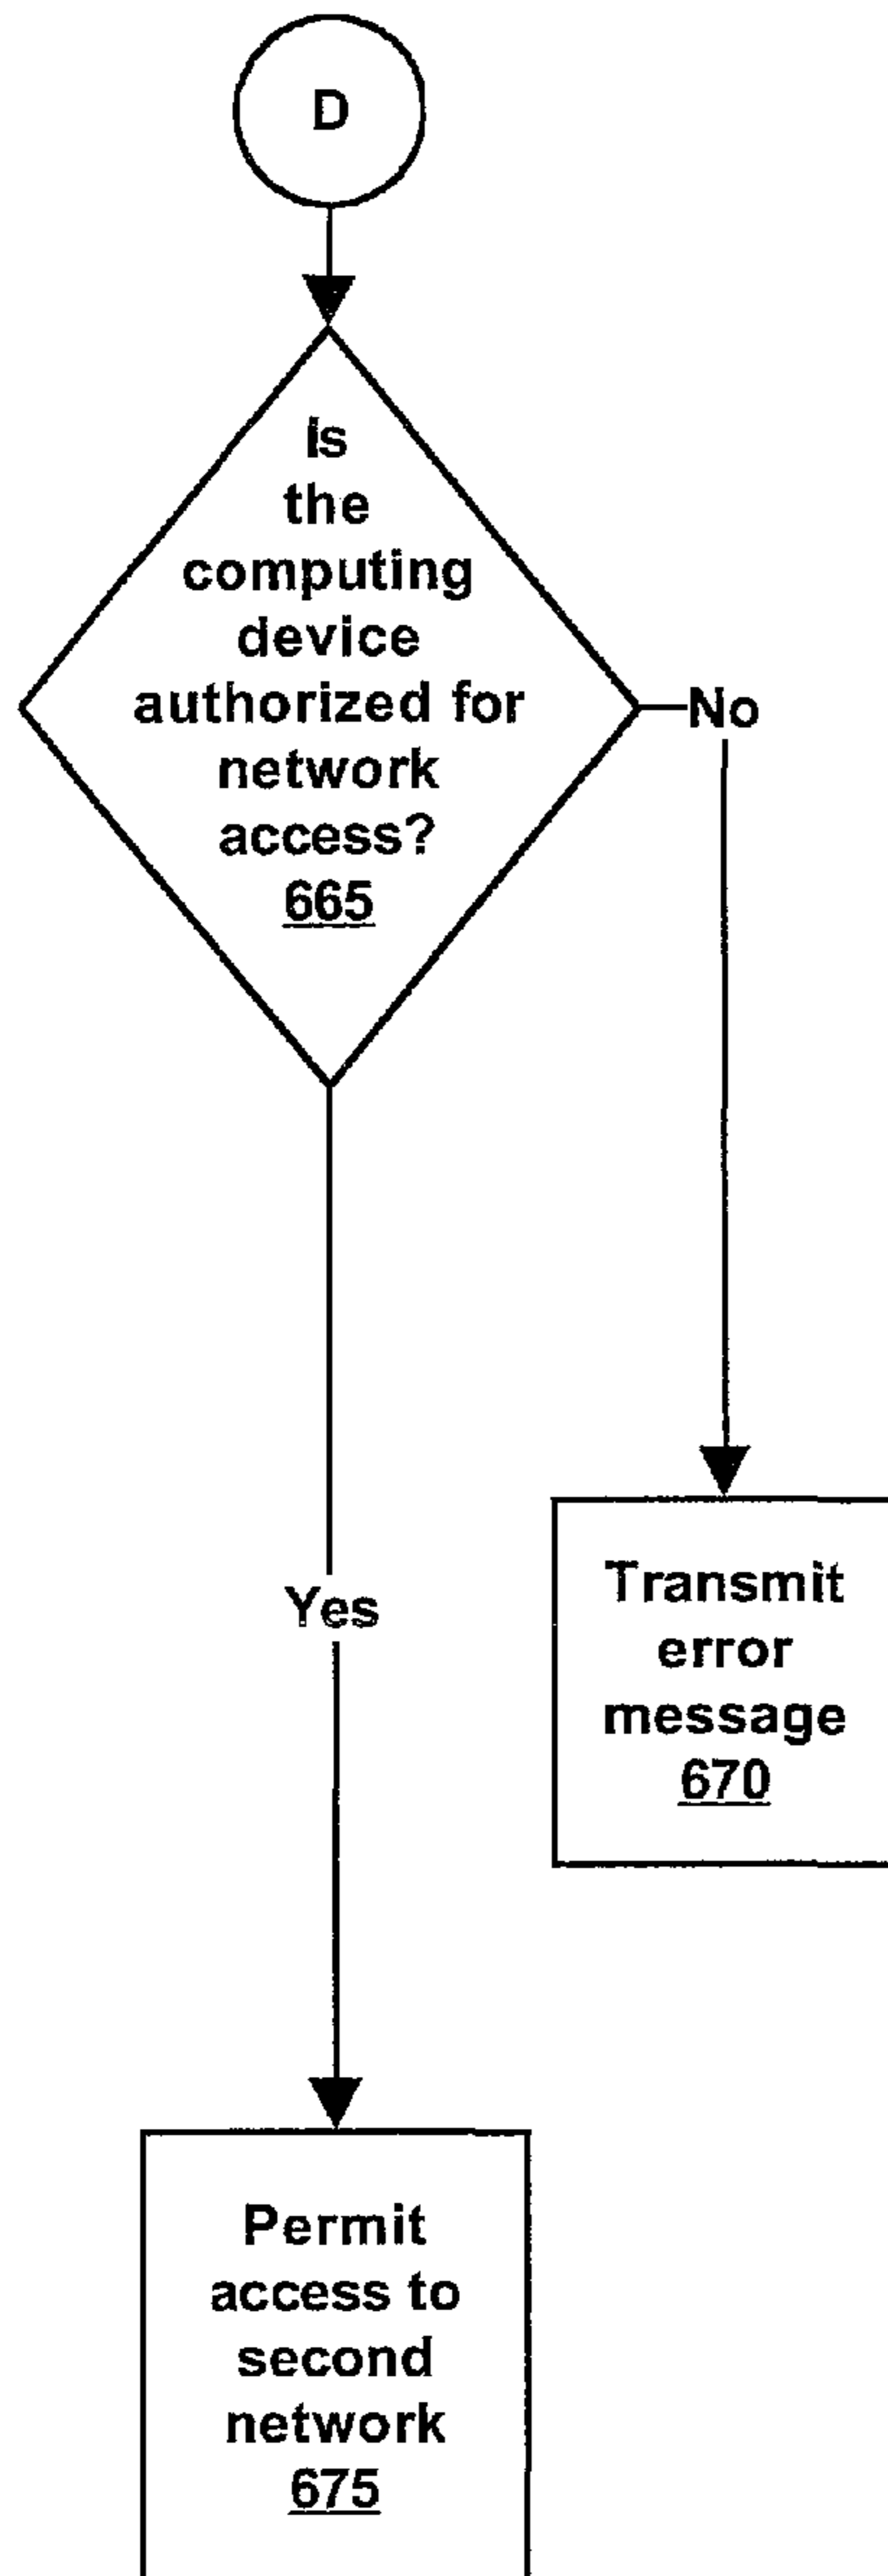 D
Is
the
computing
device
authorized for
network
access?
665
No
Yes
Transmit
error
message
670
Permit
access to
second
network
675